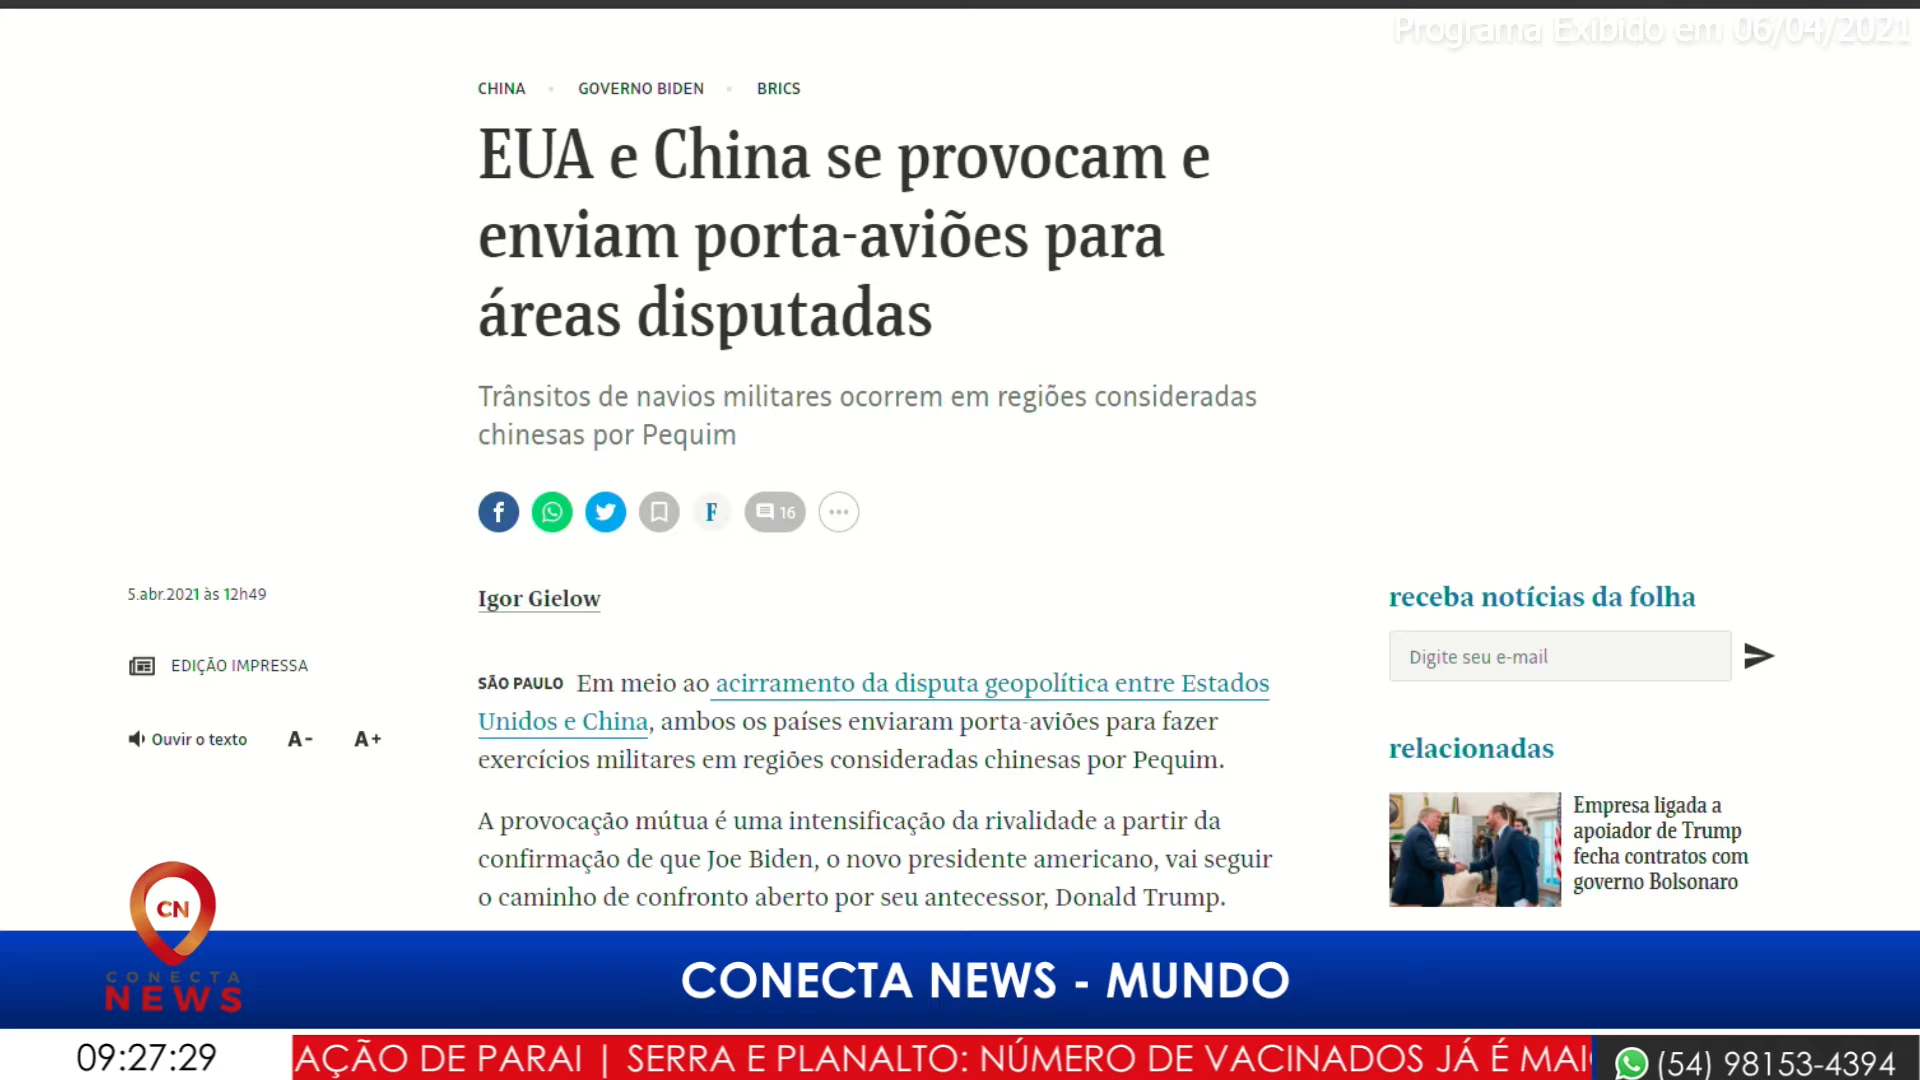 Programa Exibido em 06/04/2021
CHINA GOVERNO BIDEN BRICS
EUA e China se provocam e
enviam porta-aviões para
áreas disputadas
Trânsitos de navios militares ocorrem em regiões consideradas
chinesas por Pequim
F 16
5.abr.2021 às 12h49
EDIÇÃO IMPRESSA
Ouvir o texto A- A+
Igor Gielow
SÃO PAULO Em meio ao acirramento da disputa geopolítica entre Estados
Unidos e China, ambos os países enviaram porta-aviões para fazer
exercícios militares em regiões consideradas chinesas por Pequim.
A provocação mútua é uma intensificação da rivalidade a partir da
confirmação de que Joe Biden, o novo presidente americano, vai seguir
o caminho de confronto aberto por seu antecessor, Donald Trump.
receba notícias da folha
Digite seu e-mail
relacionadas
Empresa ligada a
apoiador de Trump
fecha contratos com
governo Bolsonaro
CN
CONECTA
NEWS
CONECTA NEWS - MUNDO
09:27:29
AÇÃO DE PARAI | SERRA E PLANALTO: NÚMERO DE VACINADOS JÁ É
(54) 98153-4394